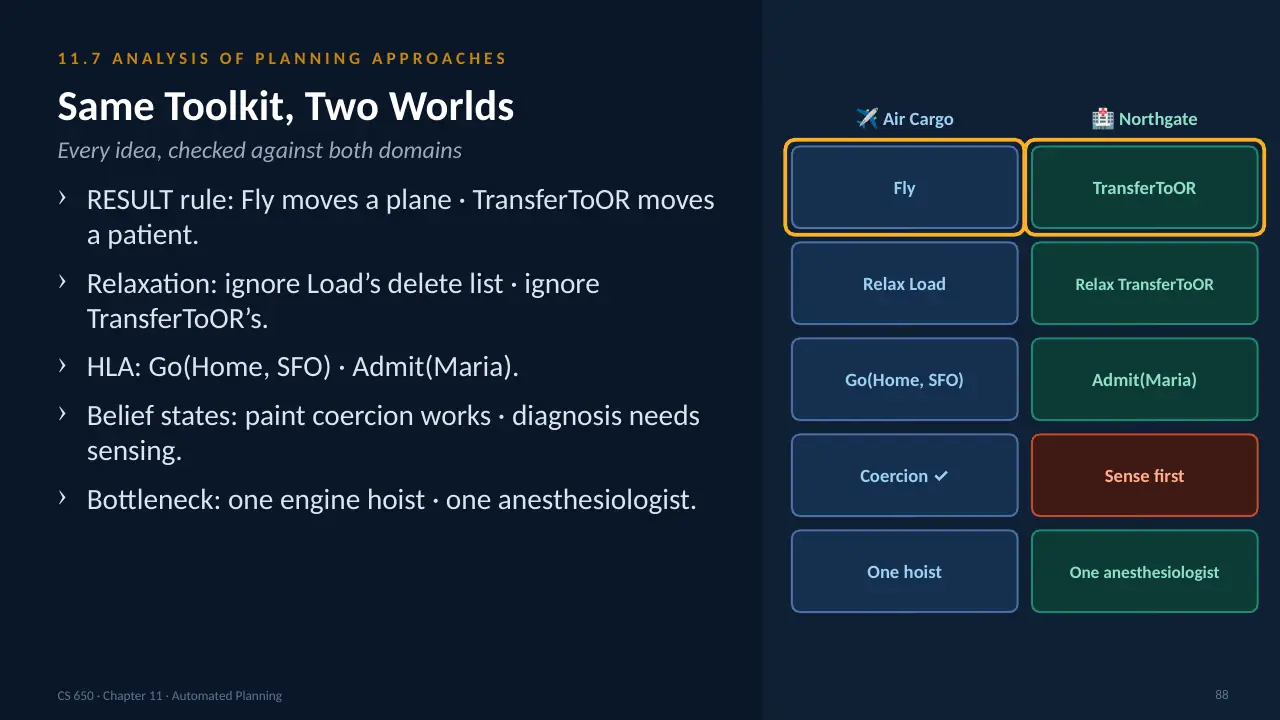 11.7 ANALYSIS OF PLANNING APPROACHES
Same Toolkit, Two Worlds
Every idea, checked against both domains
› RESULT rule: Fly moves a plane · TransferToOR moves
a patient.
› Relaxation: ignore Load’s delete list · ignore
TransferToOR’s.
› HLA: Go(Home, SFO) · Admit(Maria).
› Belief states: paint coercion works · diagnosis needs
sensing.
› Bottleneck: one engine hoist · one anesthesiologist.
✈️ Air Cargo
🏥 Northgate
Fly
TransferToOR
Relax Load
Relax TransferToOR
Go(Home, SFO)
Admit(Maria)
Coercion ✓
Sense first
One hoist
One anesthesiologist
CS 650 · Chapter 11 · Automated Planning
88